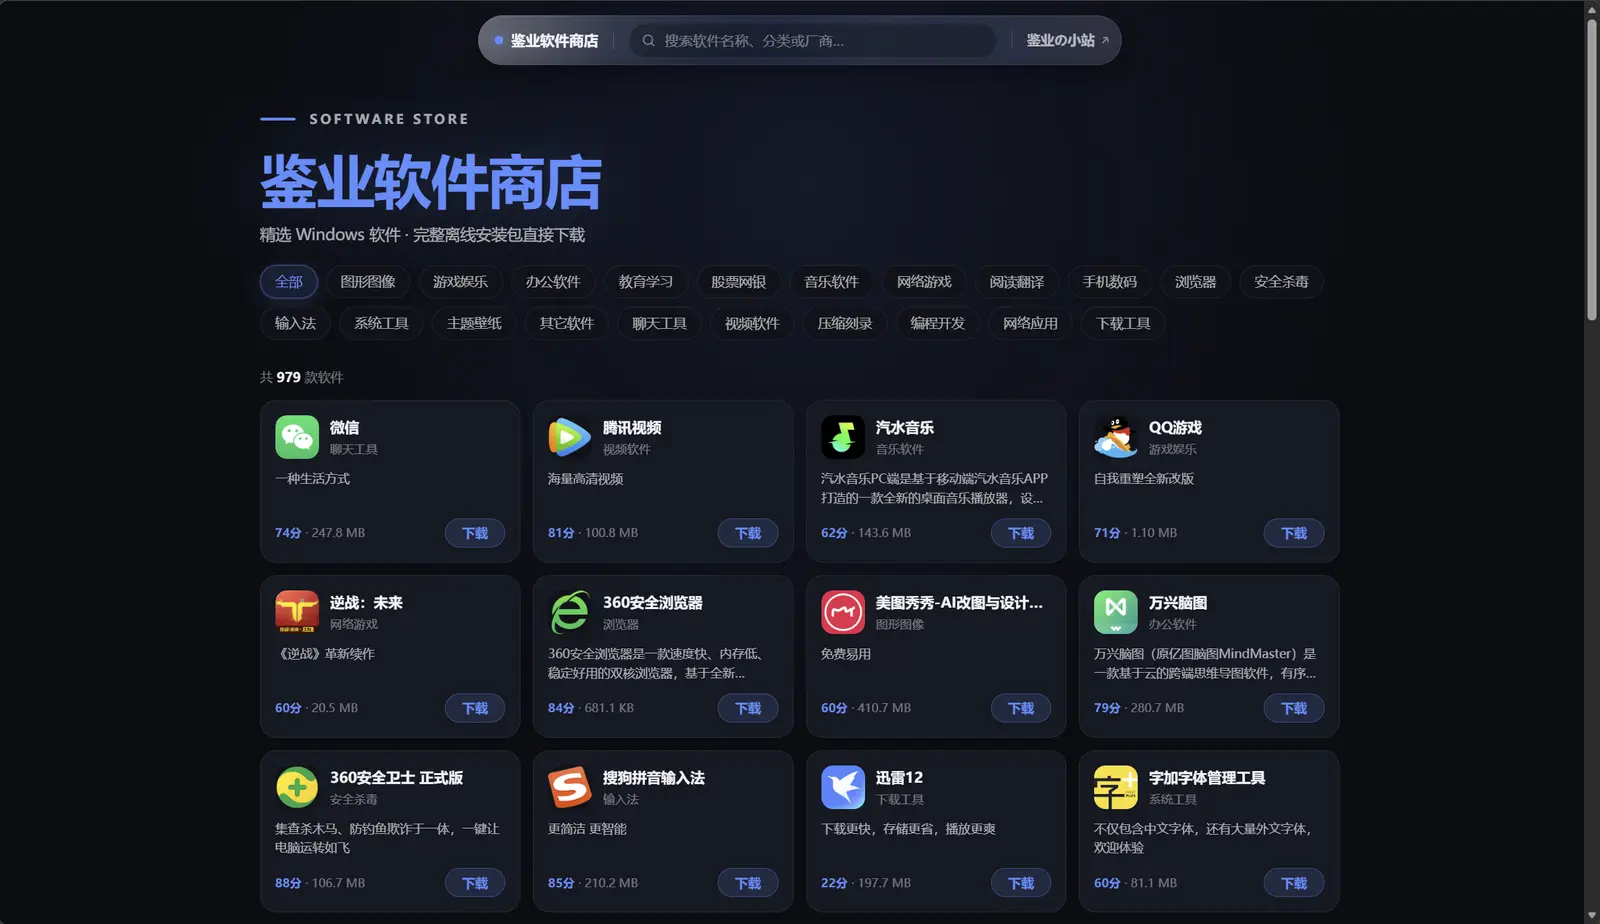 鉴业软件商店
搜索软件名称、分类或厂商...
鉴业の小站 ↗
SOFTWARE STORE
鉴业软件商店
精选 Windows 软件 · 完整离线安装包直接下载
全部 图形图像 游戏娱乐 办公软件 教育学习 股票网银 音乐软件 网络游戏 阅读翻译 手机数码 浏览器 安全杀毒
输入法 系统工具 主题壁纸 其它软件 聊天工具 视频软件 压缩刻录 编程开发 网络应用 下载工具
共 979 款软件
微信
聊天工具
一种生活方式
74分 · 247.8 MB
下载
腾讯视频
视频软件
海量高清视频
81分 · 100.8 MB
下载
汽水音乐
音乐软件
汽水音乐PC端是基于移动端汽水音乐APP
打造的一款全新的桌面音乐播放器，设...
62分 · 143.6 MB
下载
QQ游戏
游戏娱乐
自我重塑全新改版
71分 · 1.10 MB
下载
逆战：未来
网络游戏
《逆战》革新续作
60分 · 20.5 MB
下载
360安全浏览器
浏览器
360安全浏览器是一款速度快、内存低、
稳定好用的双核浏览器，基于全新...
84分 · 681.1 KB
下载
美图秀秀-AI改图与设计...
图形图像
免费易用
60分 · 410.7 MB
下载
万兴脑图
办公软件
万兴脑图（原亿图脑图MindMaster）是
一款基于云的跨端思维导图软件，有序...
79分 · 280.7 MB
下载
360安全卫士 正式版
安全杀毒
集查杀木马、防钓鱼欺诈于一体，一键让
电脑运转如飞
88分 · 106.7 MB
下载
搜狗拼音输入法
输入法
更简洁 更智能
85分 · 210.2 MB
下载
迅雷12
下载工具
下载更快，存储更省，播放更爽
22分 · 197.7 MB
下载
字+
字加字体管理工具
系统工具
不仅包含中文字体，还有大量外文字体，
欢迎体验
60分 · 81.1 MB
下载